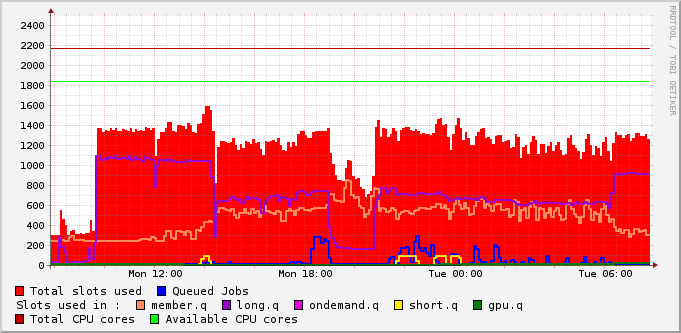 RRDTOOL / TOBI OETIKER
2400
2200
2000
1800
1600
1400
1200
1000
800
600
400
200
0
Mon 12:00 Mon 18:00 Tue 00:00 Tue 06:00
Total slots used Queued Jobs
Slots used in : member.q long.q ondemand.q short.q gpu.q
Total CPU cores Available CPU cores